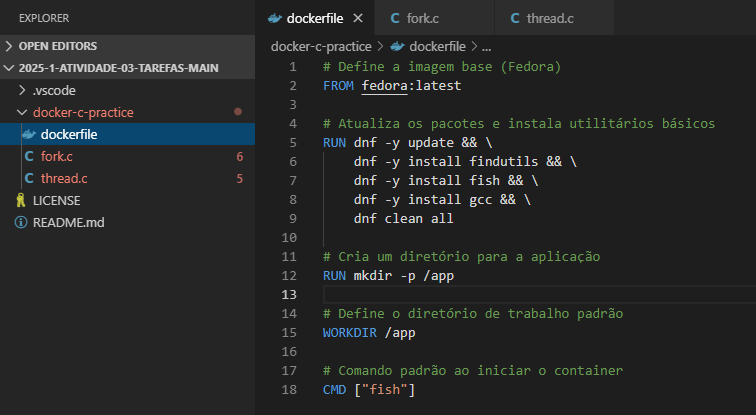 EXPLORER
OPEN EDITORS
2025-1-ATIVIDADE-03-TAREFAS-MAIN
.vscode
docker-c-practice
dockerfile
C fork.c 6
C thread.c 5
LICENSE
README.md
dockerfile
C fork.c
C thread.c
docker-c-practice > dockerfile > ...
1 # Define a imagem base (Fedora)
2 FROM fedora:latest
3
4 # Atualiza os pacotes e instala utilitários básicos
5 RUN dnf -y update && \
6 dnf -y install findutils && \
7 dnf -y install fish && \
8 dnf -y install gcc && \
9 dnf clean all
10
11 # Cria um diretório para a aplicação
12 RUN mkdir -p /app
13
14 # Define o diretório de trabalho padrão
15 WORKDIR /app
16
17 # Comando padrão ao iniciar o container
18 CMD ["fish"]